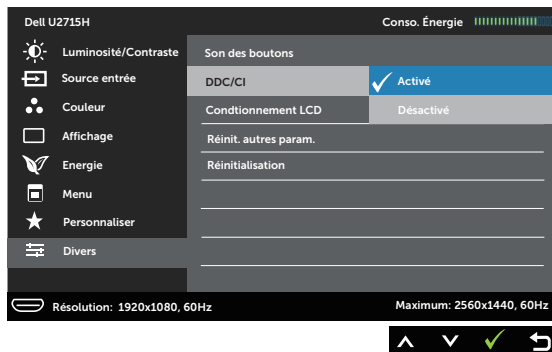 Dell U2715H Conso. Énergie
Luminosité/Contraste Son des boutons
Source entrée DDC/CI Activé
Couleur Condtionnement LCD Désactivé
Affichage Réinit. autres param.
Energie Réinitialisation
Menu
Personnaliser
Divers
Résolution: 1920x1080, 60Hz Maximum: 2560x1440, 60Hz